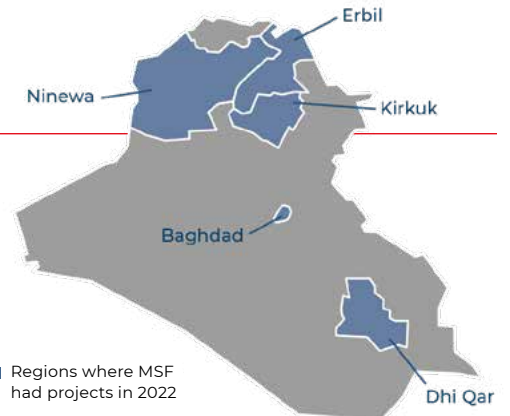 Erbil
Ninewa
Kirkuk
Baghdad
Regions where MSF
had projects in 2022
Dhi Qar